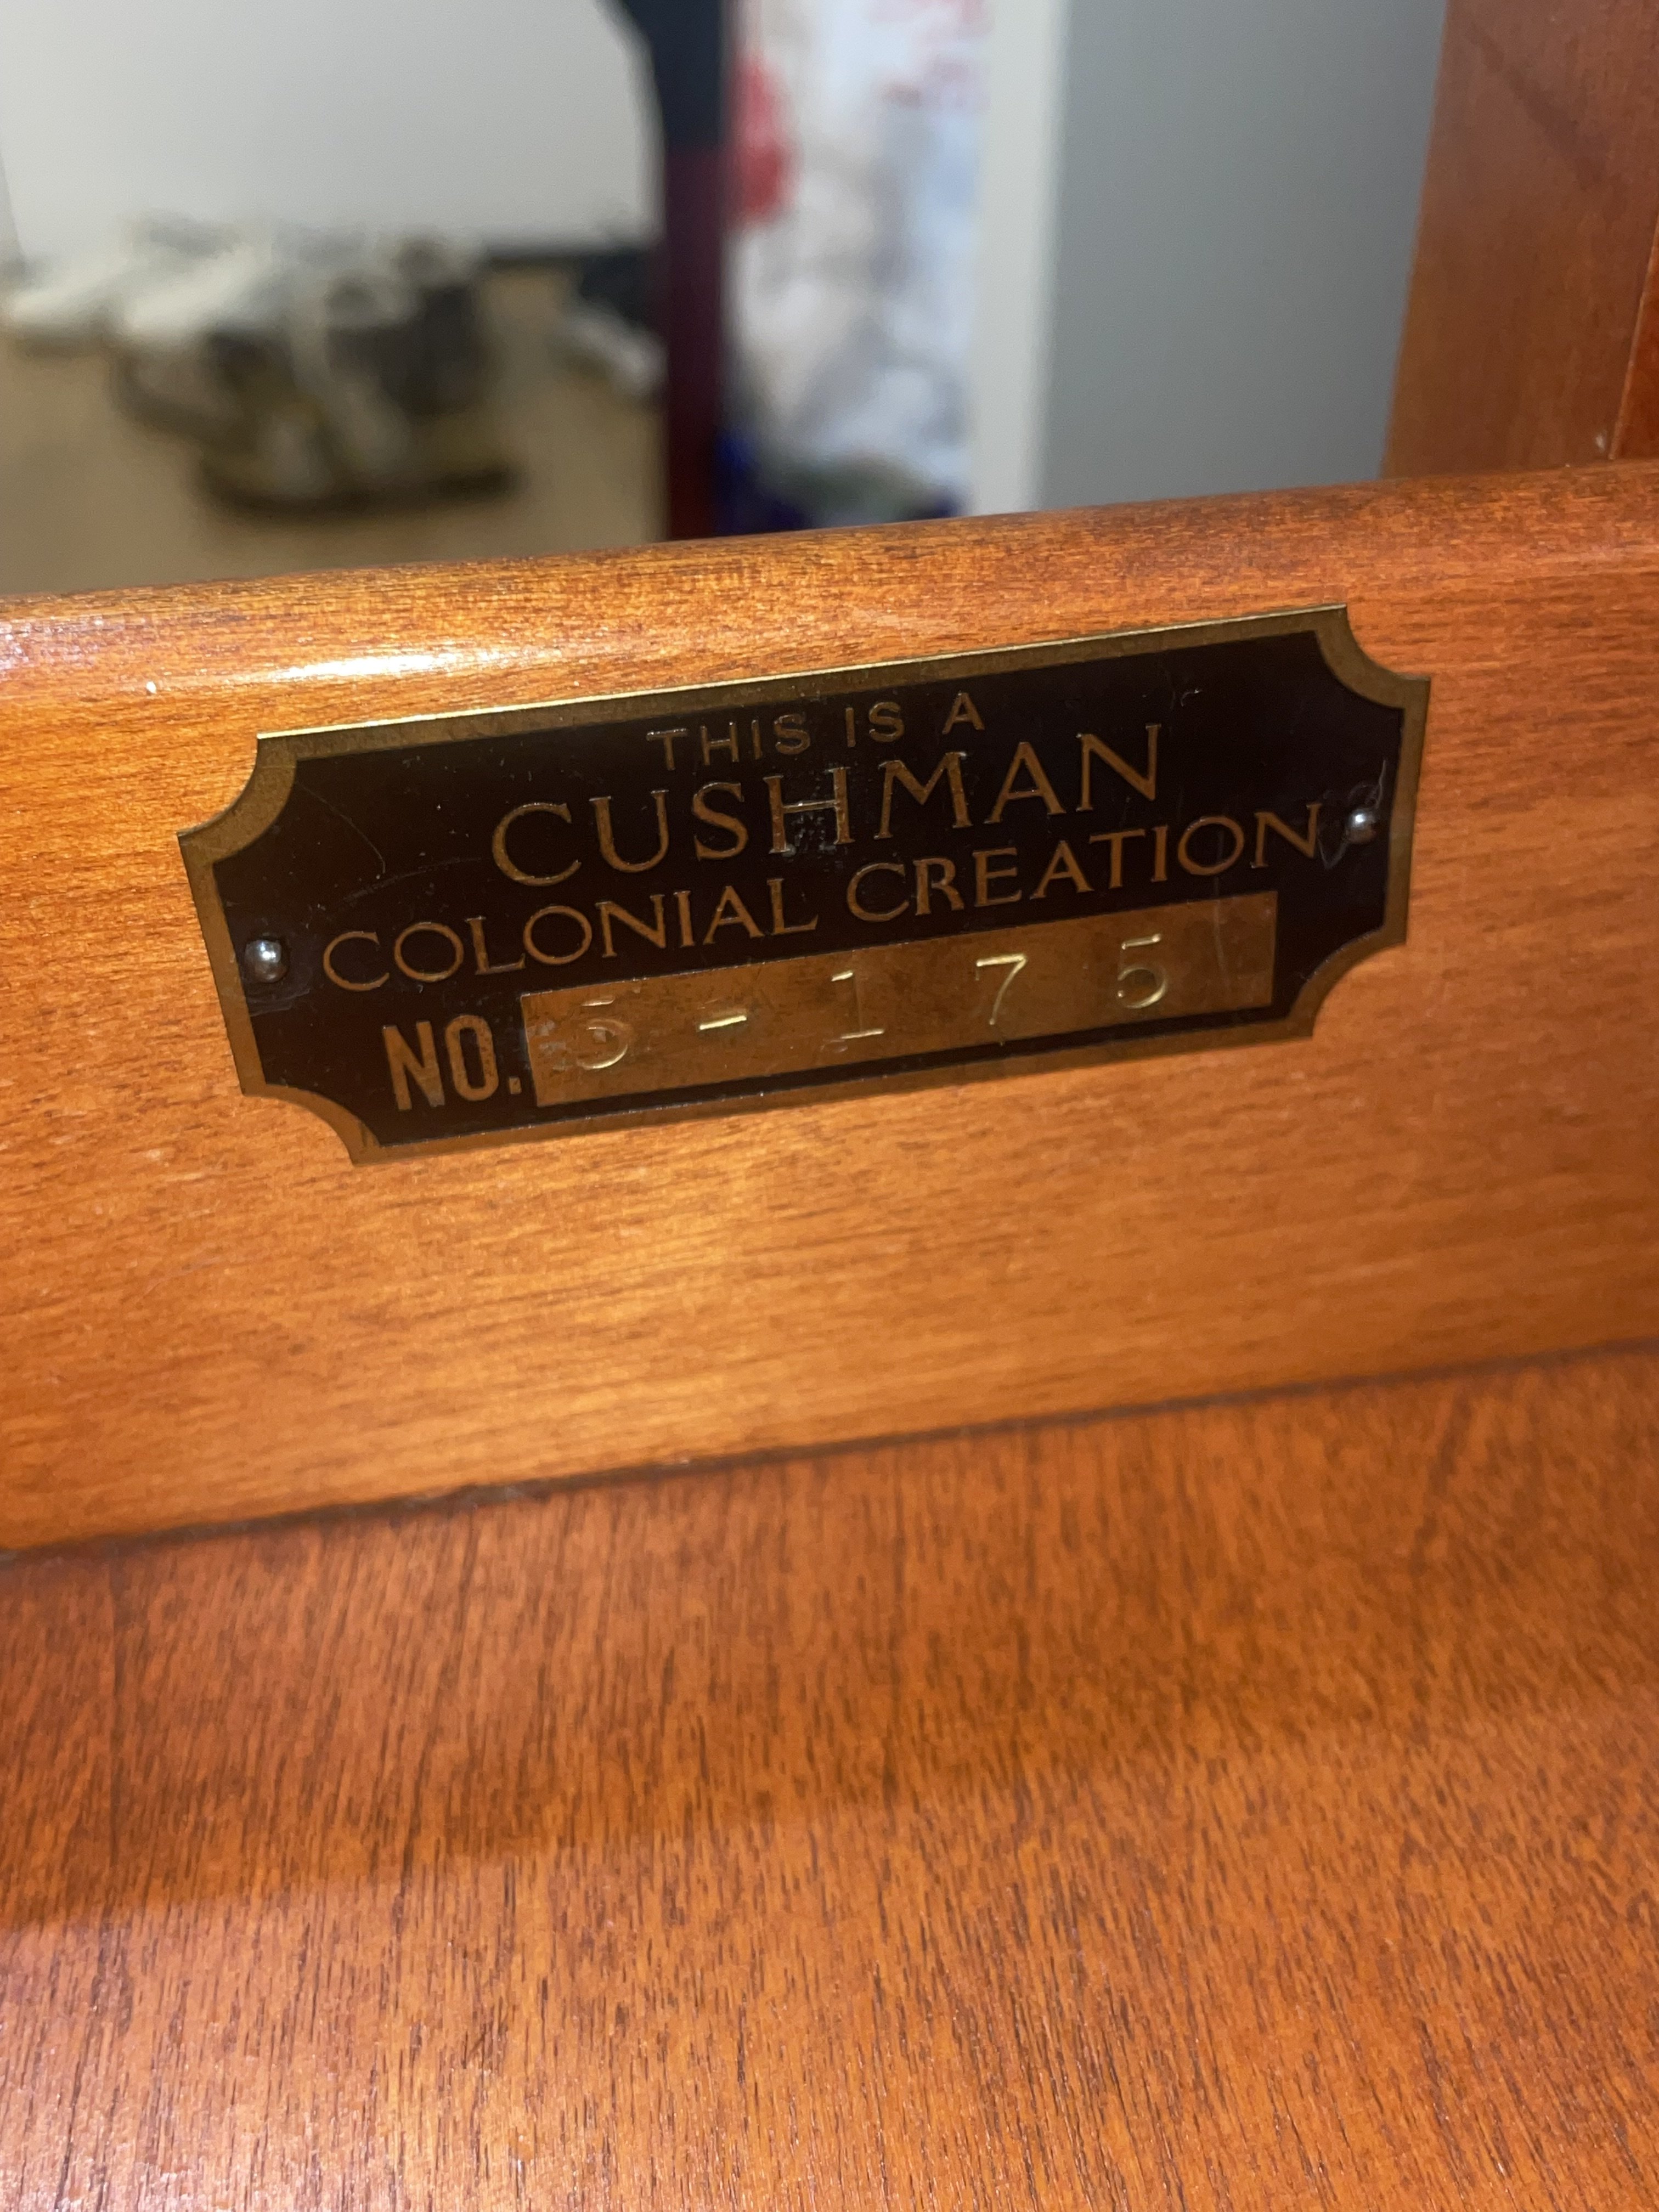 THIS IS A
CUSHMAN
COLONIAL CREATION
NO. 5-175